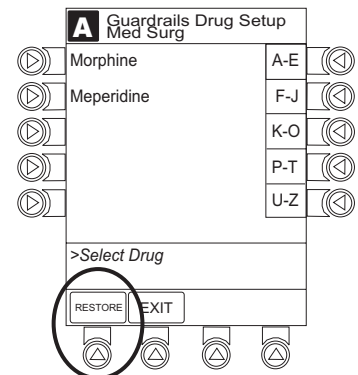 A Guardrails Drug Setup
Med Surg
Morphine A-E
Meperidine F-J
K-O
P-T
U-Z
>Select Drug
RESTORE EXIT